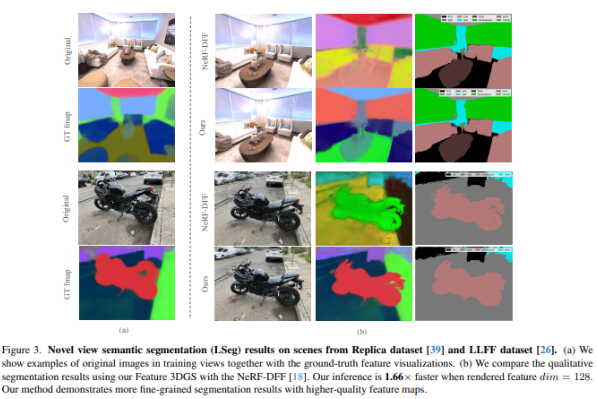 Original
GT fmap
Original
GT fmap
NeRF-DFF
Ours
NeRF-DFF
Ours
(a)
(b)
Figure 3. Novel view semantic segmentation (LSeg) results on scenes from Replica dataset [39] and LLFF dataset [26]. (a) We
show examples of original images in training views together with the ground-truth feature visualizations. (b) We compare the qualitative
segmentation results using our Feature 3DGS with the NeRF-DFF [18]. Our inference is 1.66× faster when rendered feature dim = 128.
Our method demonstrates more fine-grained segmentation results with higher-quality feature maps.